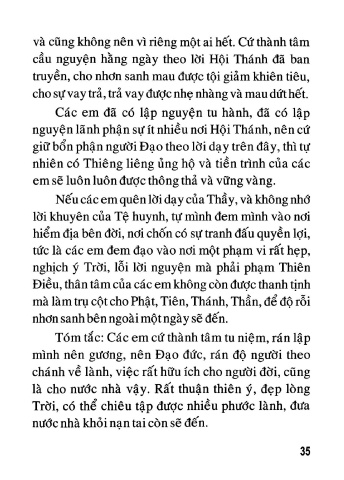 và cũng không nên vì riêng một ai hết. Cứ thành tâm
cầu nguyện hằng ngày theo lời Hội Thánh đã ban
truyền, cho nhơn sanh mau được tội giảm khiên tiêu,
cho sự vay trả, trả vay được nhẹ nhàng và mau dứt hết.
Các em đã có lập nguyện tu hành, đã có lập
nguyện lãnh phận sự ít nhiều nơi Hội Thánh, nên cứ
giữ bổn phận người Đạo theo lời dạy trên đây, thì tự
nhiên có Thiêng liêng ủng hộ và tiền trình của các
em sẽ luôn luôn được thông thả và vững vàng.
Nếu các em quên lời dạy của Thầy, và không nhớ
lời khuyên của Tệ huynh, tự mình đem mình vào nơi
hiểm địa bên đời, nơi chốn có sự tranh đấu quyền lợi,
tức là các em đem đạo vào nơi một phạm vi rất hẹp,
nghịch ý Trời, lỗi lời nguyện mà phải phạm Thiên
Điều, thân tâm của các em không còn được thanh tịnh
mà làm trụ cột cho Phật, Tiên, Thánh, Thần, để độ rỗi
nhơn sanh bên ngoài một ngày sẽ đến.
Tóm tắc: Các em cứ thành tâm tu niệm, rán lập
mình nên gương, nên Đạo đức, rán độ người theo
chánh về lành, việc rất hữu ích cho người đời, cũng
là cho nước nhà vậy. Rất thuận thiên ý, đẹp lòng
Trời, có thể chiêu tập được nhiều phước lành, đưa
nước nhà khỏi nạn tai còn sẽ đến.
35